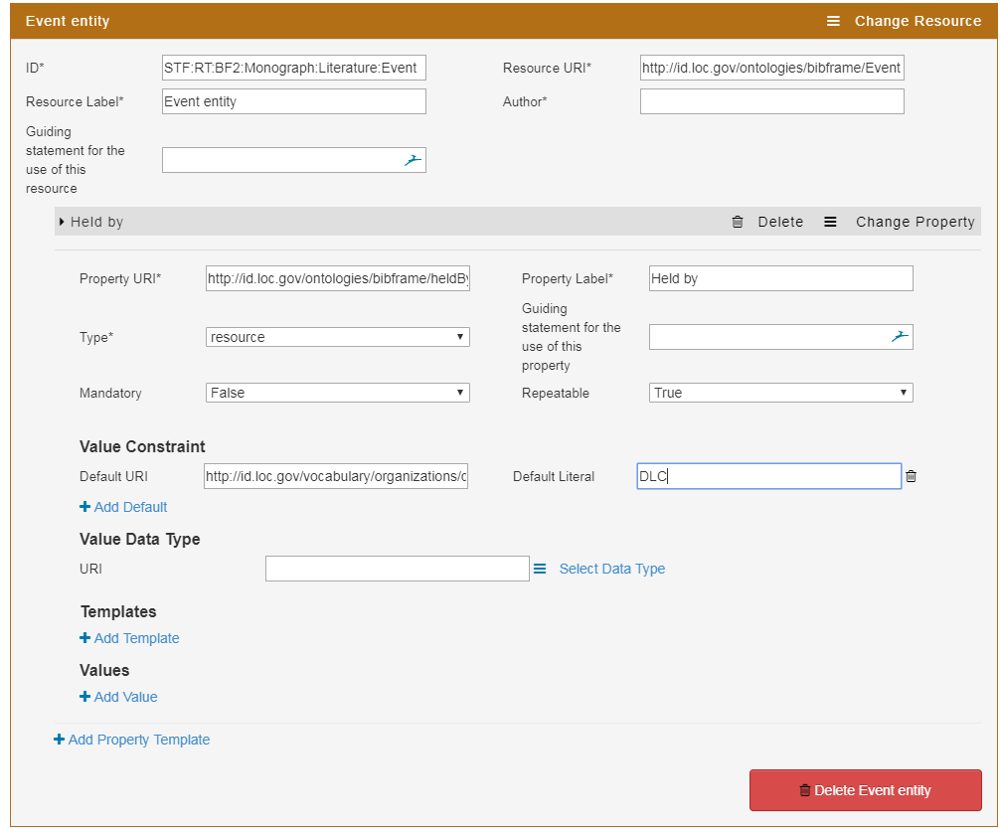 Event entity Change Resource
ID* STF:RT:BF2:Monograph:Literature:Event Resource URI* http://id.loc.gov/ontologies/bibframe/Event
Resource Label* Event entity Author*
Guiding
statement for the
use of this
resource
Held by Delete Change Property
Property URI* http://id.loc.gov/ontologies/bibframe/heldBy Property Label* Held by
Guiding
statement for the
use of this
property
Type* resource
Mandatory False Repeatable True
Value Constraint
Default URI http://id.loc.gov/vocabulary/organizations/d Default Literal DLC
Add Default
Value Data Type
URI Select Data Type
Templates
Add Template
Values
Add Value
Add Property Template
Delete Event entity